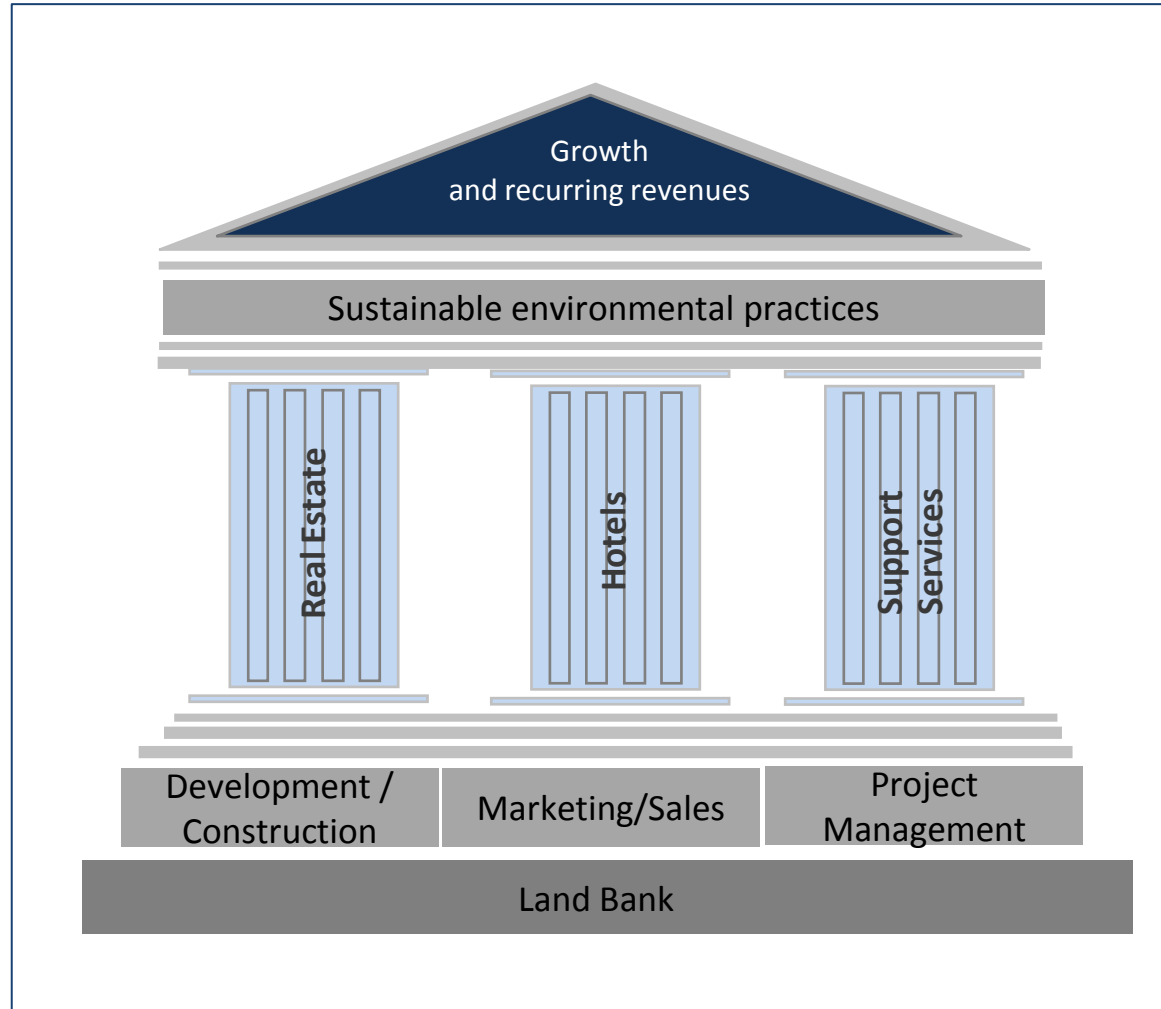 Growth
and recurring revenues
Sustainable environmental practices
Real Estate
Hotels
Support
Services
Development /
Construction
Marketing/Sales
Project
Management
Land Bank